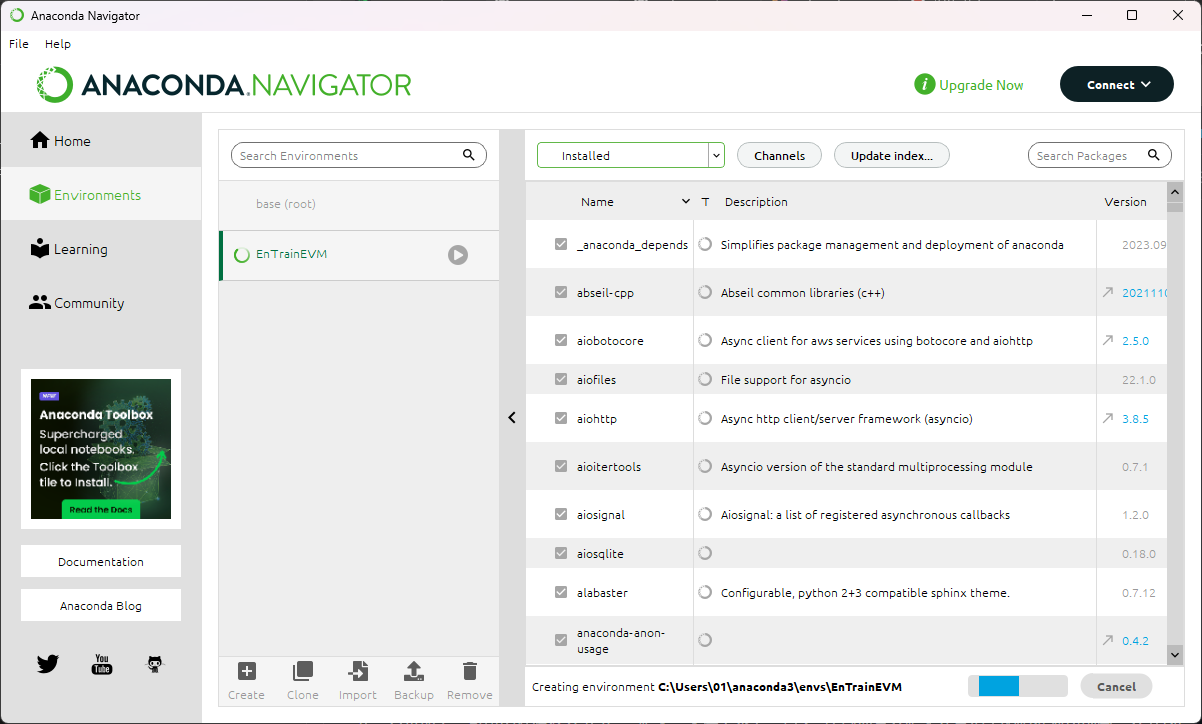 Anaconda Navigator
File Help
ANACONDA.NAVIGATOR
i Upgrade Now
Connect
Home
Environments
Learning
Community
NEW
Anaconda Toolbox
Supercharged
local notebooks.
Click the Toolbox
tile to Install.
Read the Docs
Documentation
Anaconda Blog
You
Tube
Search Environments
base (root)
EnTrainEVM
Create Clone Import Backup Remove
Installed Channels Update index... Search Packages
Name T Description Version
_anaconda_depends Simplifies package management and deployment of anaconda 2023.09
abseil-cpp Abseil common libraries (c++) 2021110
aiobotocore Async client for aws services using botocore and aiohttp 2.5.0
aiofiles File support for asyncio 22.1.0
aiohttp Async http client/server framework (asyncio) 3.8.5
aioitertools Asyncio version of the standard multiprocessing module 0.7.1
aiosignal Aiosignal: a list of registered asynchronous callbacks 1.2.0
aiosqlite 0.18.0
alabaster Configurable, python 2+3 compatible sphinx theme. 0.7.12
anaconda-anon-
usage 0.4.2
Creating environment C:\Users\01\anaconda3\envs\EnTrainEVM Cancel